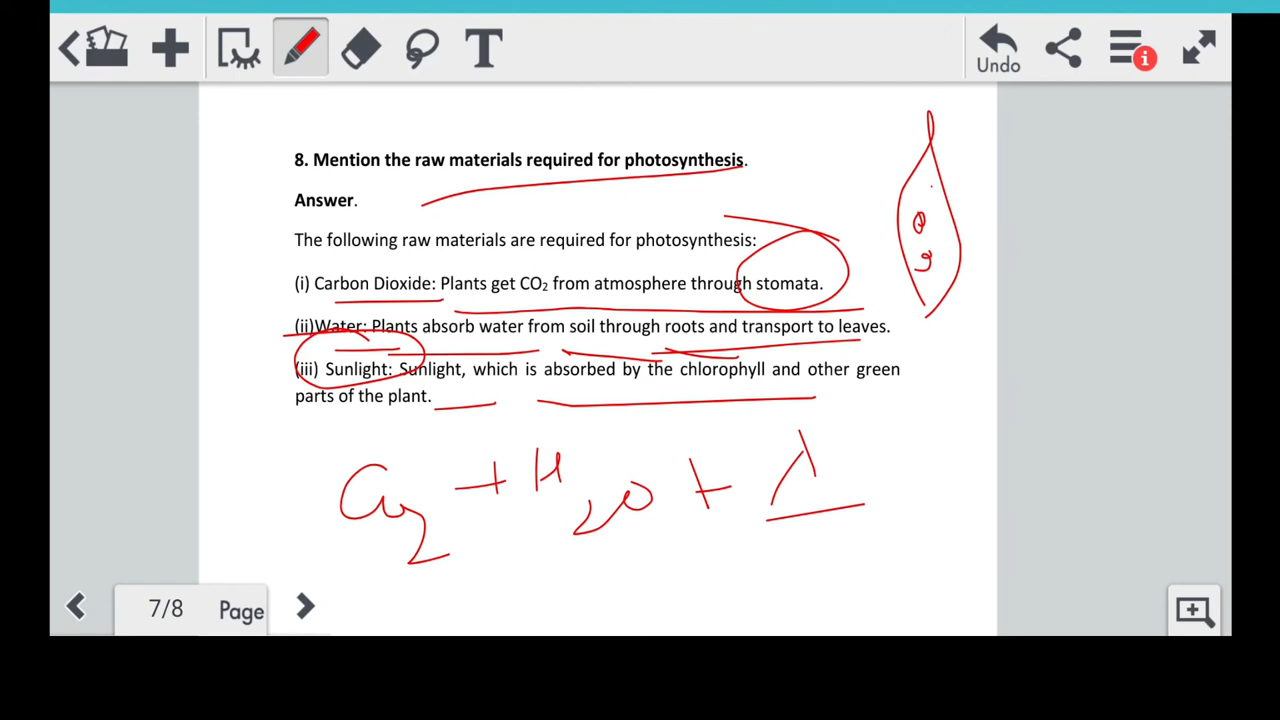 T
Undo
i
8. Mention the raw materials required for photosynthesis.
Answer.
The following raw materials are required for photosynthesis:
(i) Carbon Dioxide: Plants get CO₂ from atmosphere through stomata.
(ii)Water: Plants absorb water from soil through roots and transport to leaves.
(iii) Sunlight: Sunlight, which is absorbed by the chlorophyll and other green
parts of the plant.
CO₂ + H₂O + λ
7/8 Page